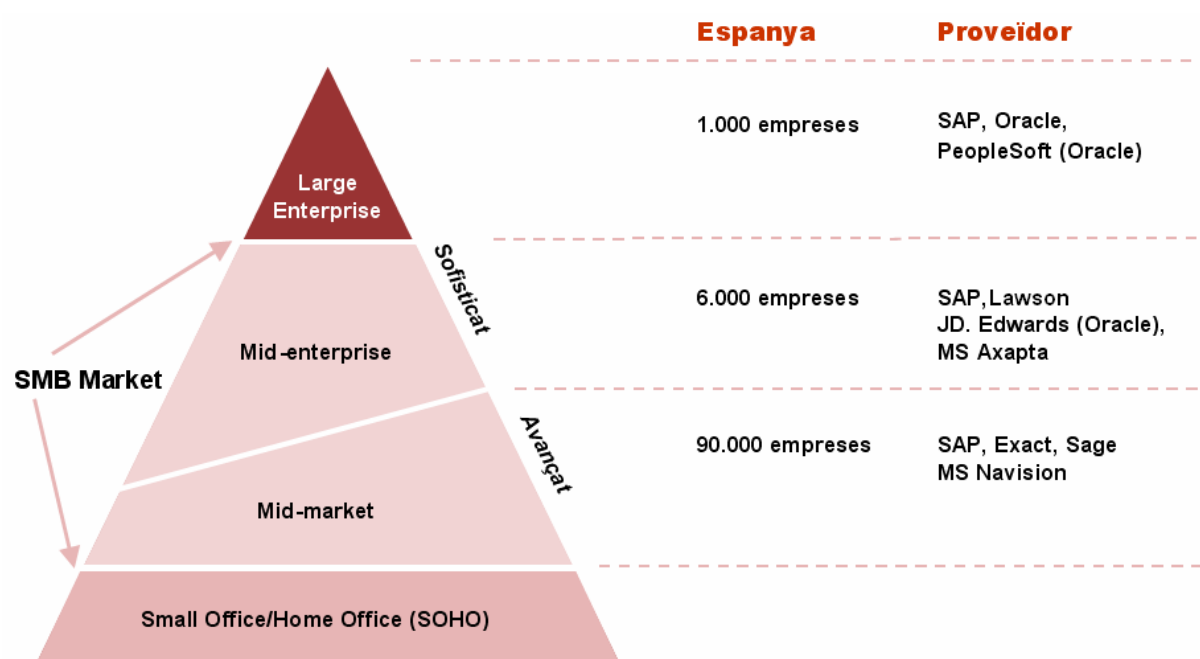 Espanya
Proveïdor
1.000 empreses
SAP, Oracle,
PeopleSoft (Oracle)
Large
Enterprise
Sofisticat
6.000 empreses
SAP, Lawson
JD. Edwards (Oracle),
MS Axapta
Mid-enterprise
SMB Market
Avançat
90.000 empreses
SAP, Exact, Sage
MS Navision
Mid-market
Small Office/Home Office (SOHO)